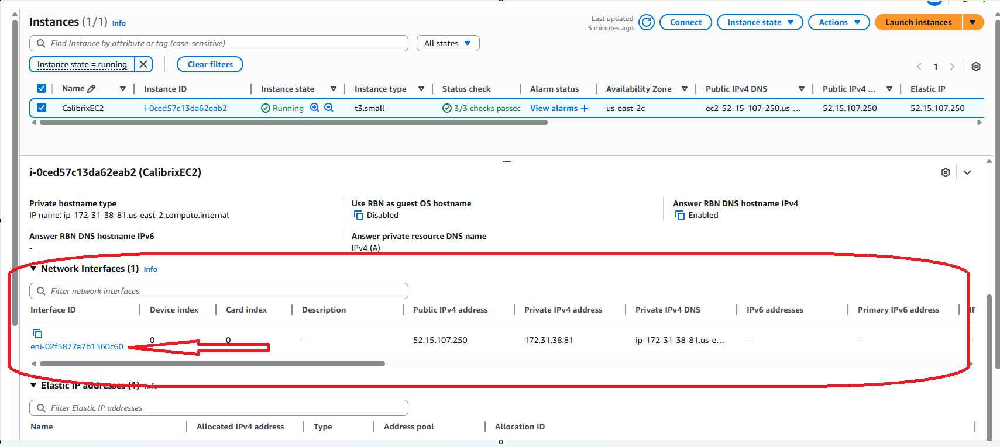 Instances (1/1) Info
Last updated
5 minutes ago
Connect
Instance state
Actions
Launch instances
Find Instance by attribute or tag (case-sensitive)
All states
Instance state = running
Clear filters
1
Name Instance ID Instance state Instance type Status check Alarm status Availability Zone Public IPv4 DNS Public IPv4 ... Elastic IP
CalibrixEC2 i-0ced57c13da62eab2 Running t3.small 3/3 checks passed View alarms + us-east-2c ec2-52-15-107-250.us-... 52.15.107.250 52.15.107.250
i-0ced57c13da62eab2 (CalibrixEC2)
Private hostname type Use RBN as guest OS hostname Answer RBN DNS hostname IPv4
IP name: ip-172-31-38-81.us-east-2.compute.internal Disabled Enabled
Answer RBN DNS hostname IPv6 Answer private resource DNS name
- IPv4 (A)
Network Interfaces (1) Info
Filter network interfaces
Interface ID Device index Card index Description Public IPv4 address Private IPv4 address Private IPv4 DNS IPv6 addresses Primary IPv6 address IP
eni-02f5877a7b1560c60 0 0 – 52.15.107.250 172.31.38.81 ip-172-31-38-81.us-e... – – –
Elastic IP addresses (1) Info
Filter Elastic IP addresses
Name Allocated IPv4 address Type Address pool Allocation ID